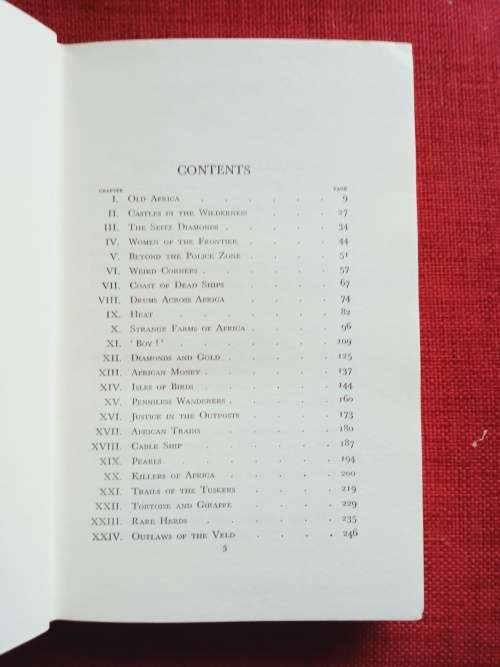 CONTENTS
CHAPTER PAGE
I. OLD AFRICA . . . . . . 9
II. CASTLES IN THE WILDERNESS . . . . 27
III. THE SEITZ DIAMONDS . . . . . 34
IV. WOMEN OF THE FRONTIER . . . . 44
V. BEYOND THE POLICE ZONE . . . . 51
VI. WEIRD CORNERS . . . . . . 57
VII. COAST OF DEAD SHIPS . . . . 67
VIII. DRUMS ACROSS AFRICA . . . . 74
IX. HEAT . . . . . . . 82
X. STRANGE FARMS OF AFRICA . . . . 96
XI. ‘ BOY ! ’ . . . . . . 109
XII. DIAMONDS AND GOLD . . . . . 125
XIII. AFRICAN MONEY . . . . . . 137
XIV. ISLES OF BIRDS . . . . . 144
XV. PENNILESS WANDERERS . . . . . 160
XVI. JUSTICE IN THE OUTPOSTS . . . . 173
XVII. AFRICAN TRAINS . . . . . 180
XVIII. CABLE SHIP . . . . . . 187
XIX. PEARLS . . . . . . 194
XX. KILLERS OF AFRICA . . . . . 200
XXI. TRAILS OF THE TUSKERS . . . . 219
XXII. TORTOISE AND GIRAFFE . . . . 229
XXIII. RARE HERDS . . . . . . 235
XXIV. OUTLAWS OF THE VELD . . . . 246
5